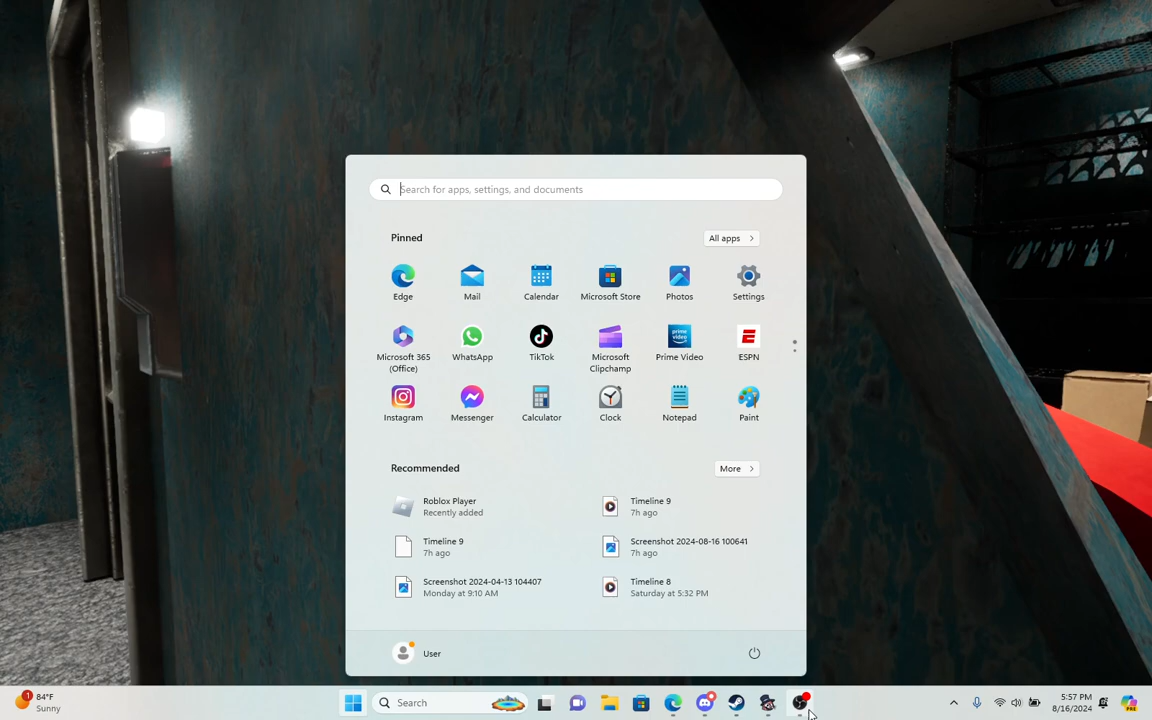 Search for apps, settings, and documents
Pinned
All apps
Edge
Mail
Calendar
Microsoft Store
Photos
Settings
Microsoft 365
(Office)
WhatsApp
TikTok
Microsoft
Clipchamp
prime
video
Prime Video
ESPN
Instagram
Messenger
Calculator
Clock
Notepad
Paint
Recommended
More
Roblox Player
Recently added
Timeline 9
7h ago
Timeline 9
7h ago
Screenshot 2024-08-16 100641
7h ago
Screenshot 2024-04-13 104407
Monday at 9:10 AM
Timeline 8
Saturday at 5:32 PM
User
1
84°F
Sunny
Search
5:57 PM
8/16/2024
PRE